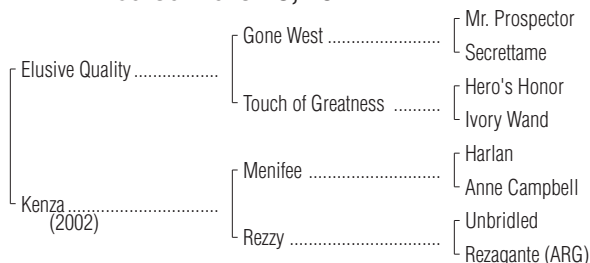 Gone West ......................
Mr. Prospector
Secrettame
Elusive Quality ................
Touch of Greatness ..........
Hero's Honor
Ivory Wand
Menifee ..........................
Harlan
Anne Campbell
Kenza .............................
(2002)
Rezzy .............................
Unbridled
Rezagante (ARG)